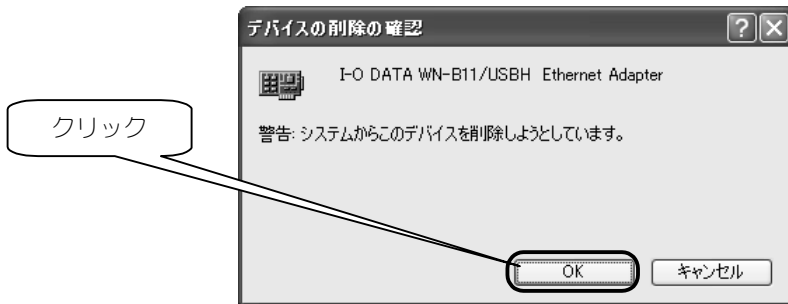 デバイスの削除の確認
I-O DATA WN-B11/USBH Ethernet Adapter
クリック
警告: システムからこのデバイスを削除しようとしています。
OK
キャンセル